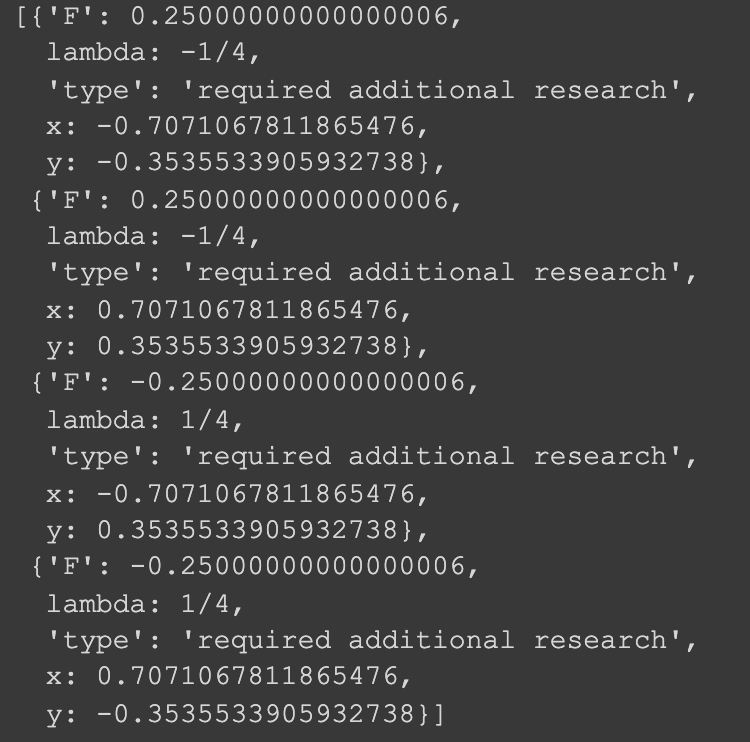 [{'F': 0.25000000000000006,
lambda: -1/4,
'type': 'required additional research',
x: -0.7071067811865476,
y: -0.3535533905932738},
{'F': 0.25000000000000006,
lambda: -1/4,
'type': 'required additional research',
x: 0.7071067811865476,
y: 0.3535533905932738},
{'F': -0.25000000000000006,
lambda: 1/4,
'type': 'required additional research',
x: -0.7071067811865476,
y: 0.3535533905932738},
{'F': -0.25000000000000006,
lambda: 1/4,
'type': 'required additional research',
x: 0.7071067811865476,
y: -0.3535533905932738}]